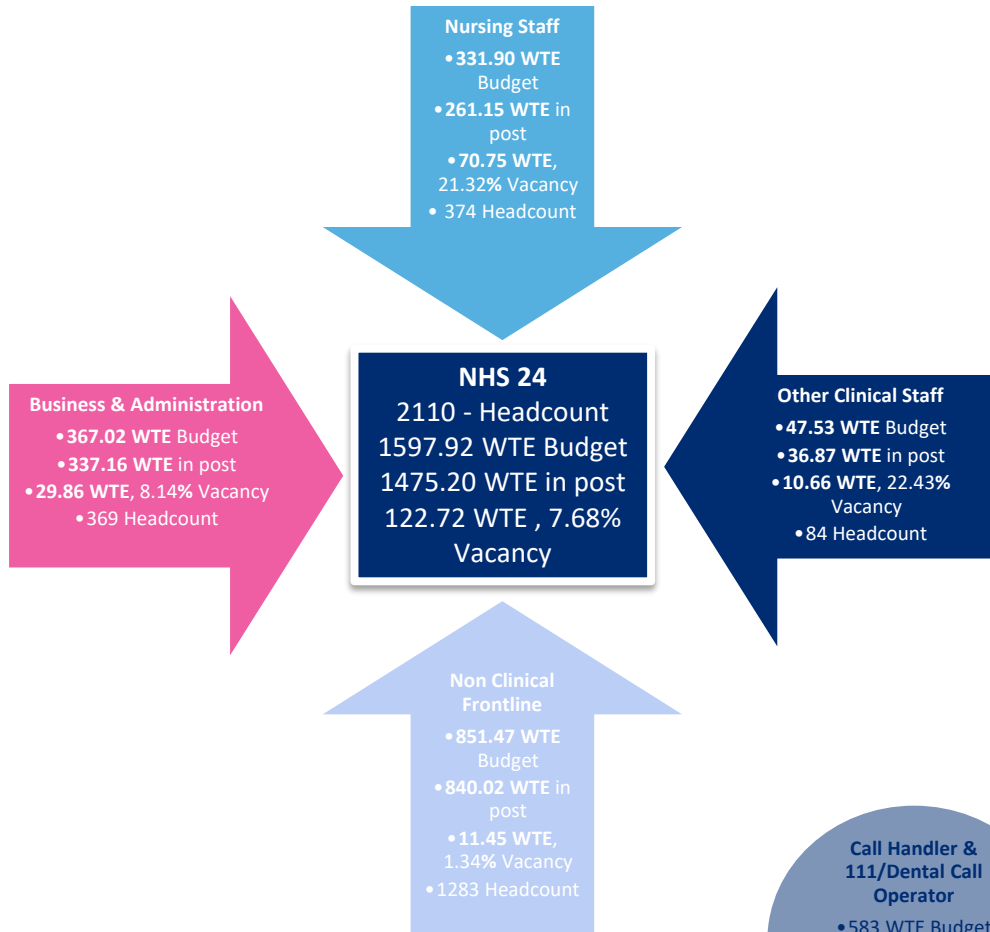 Nursing Staff
•331.90 WTE
Budget
•261.15 WTE in
post
•70.75 WTE,
21.32% Vacancy
• 374 Headcount
Business & Administration
•367.02 WTE Budget
•337.16 WTE in post
•29.86 WTE, 8.14% Vacancy
•369 Headcount
NHS 24
2110 - Headcount
1597.92 WTE Budget
1475.20 WTE in post
122.72 WTE , 7.68%
Vacancy
Other Clinical Staff
•47.53 WTE Budget
•36.87 WTE in post
•10.66 WTE, 22.43%
Vacancy
•84 Headcount
Non Clinical
Frontline
•851.47 WTE
Budget
•840.02 WTE in
post
•11.45 WTE,
1.34% Vacancy
•1283 Headcount
Call Handler &
111/Dental Call
Operator
•583 WTE Budget